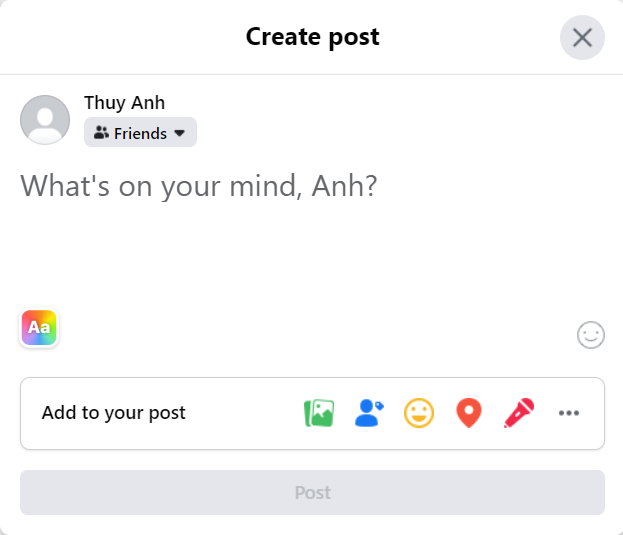 Create post
Thuy Anh
Friends
What's on your mind, Anh?
Aa
Add to your post
Post